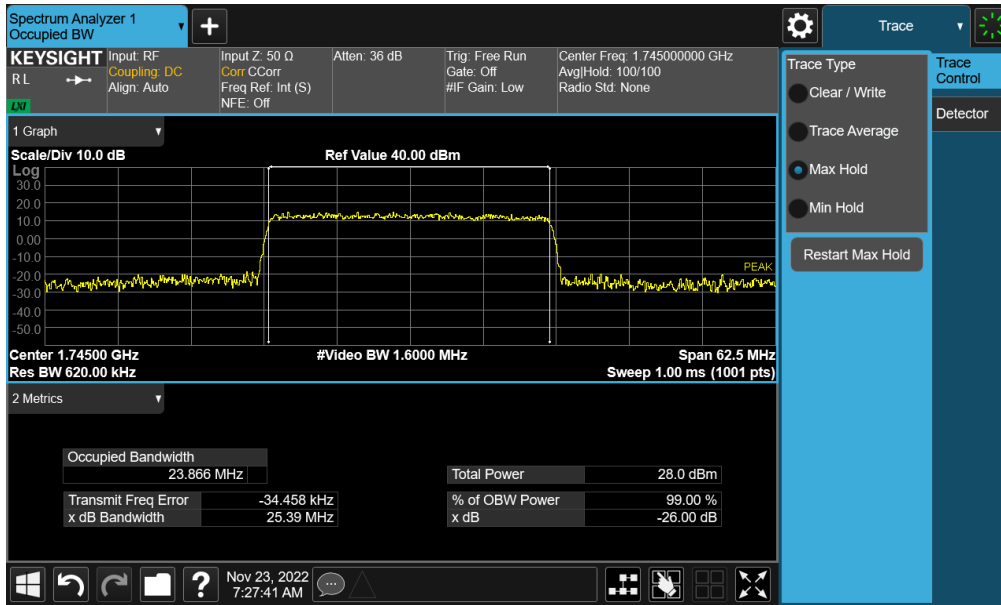 Spectrum Analyzer 1
Occupied BW
+
Trace
KEYSIGHT
R L
LXI
Input: RF
Coupling: DC
Align: Auto
Input Z: 50 Ω
Corr CCorr
Freq Ref: Int (S)
NFE: Off
Atten: 36 dB
Trig: Free Run
Gate: Off
#IF Gain: Low
Center Freq: 1.745000000 GHz
Avg|Hold: 100/100
Radio Std: None
Trace Type
Clear / Write
Trace Average
Max Hold
Min Hold
Restart Max Hold
Trace
Control
Detector
1 Graph
Scale/Div 10.0 dB
Ref Value 40.00 dBm
Log
30.0
20.0
10.0
0.00
-10.0
-20.0
-30.0
-40.0
-50.0
PEAK
Center 1.74500 GHz
#Video BW 1.6000 MHz
Span 62.5 MHz
Res BW 620.00 kHz
Sweep 1.00 ms (1001 pts)
2 Metrics
Occupied Bandwidth
23.866 MHz
Total Power 28.0 dBm
Transmit Freq Error -34.458 kHz
% of OBW Power 99.00 %
x dB Bandwidth 25.39 MHz
x dB -26.00 dB
?
Nov 23, 2022
7:27:41 AM